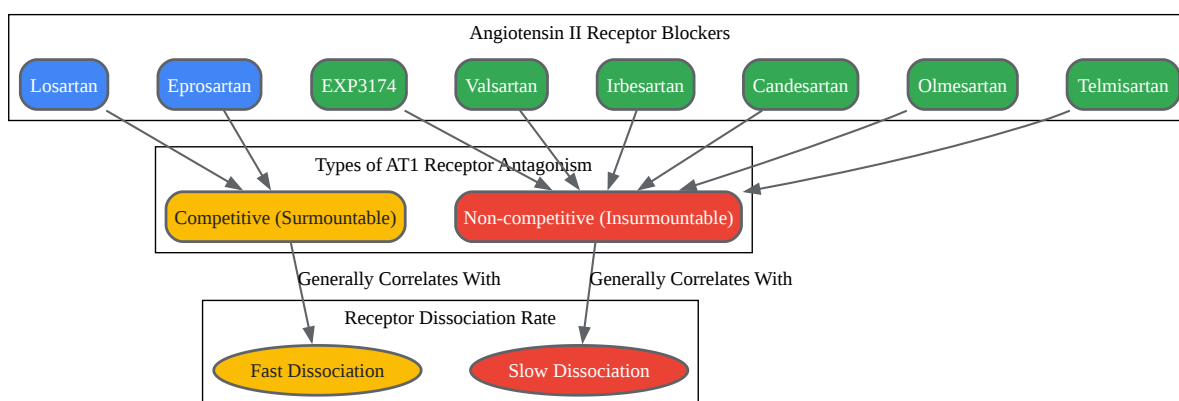 Angiotensin II Receptor Blockers
Losartan
Eprosartan
EXP3174
Valsartan
Irbesartan
Candesartan
Olmesartan
Telmisartan
Types of AT1 Receptor Antagonism
Competitive (Surmountable)
Non-competitive (Insurmountable)
Generally Correlates With
Generally Correlates With
Receptor Dissociation Rate
Fast Dissociation
Slow Dissociation